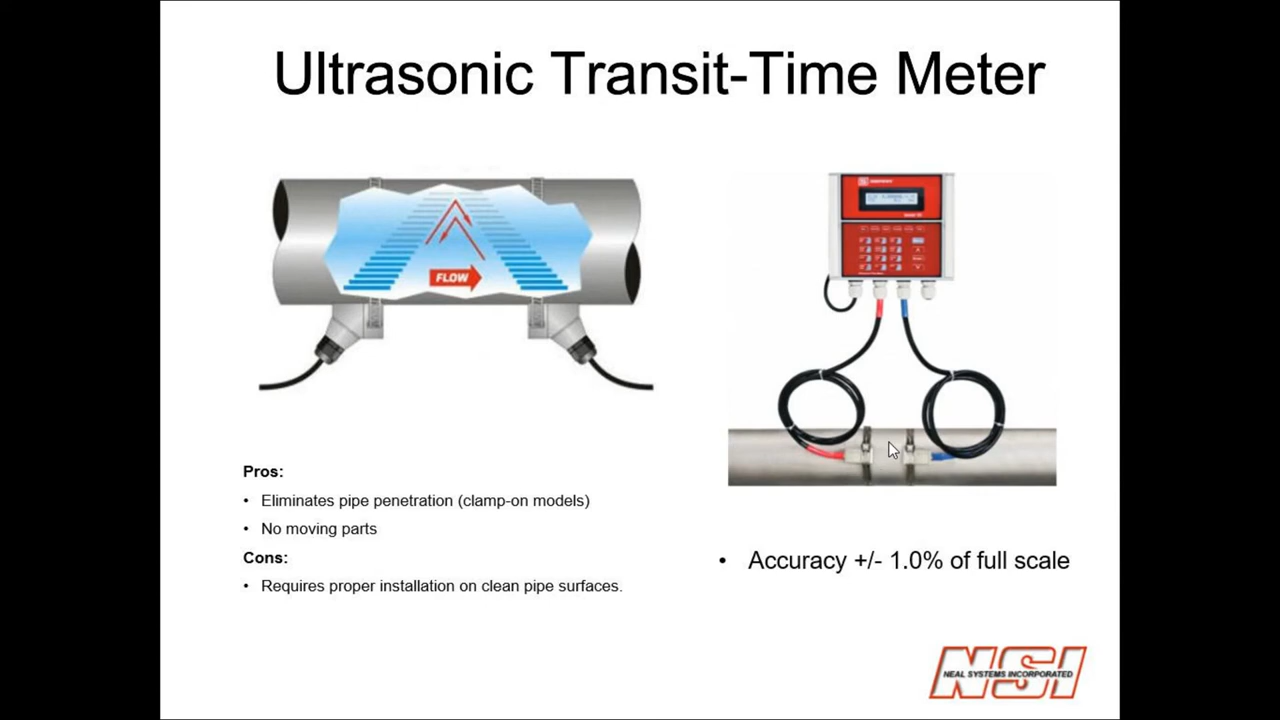 Ultrasonic Transit-Time Meter
FLOW
Pros:
• Eliminates pipe penetration (clamp-on models)
• No moving parts
Cons:
• Requires proper installation on clean pipe surfaces.
• Accuracy +/- 1.0% of full scale
NSI
NEAL SYSTEMS INCORPORATED